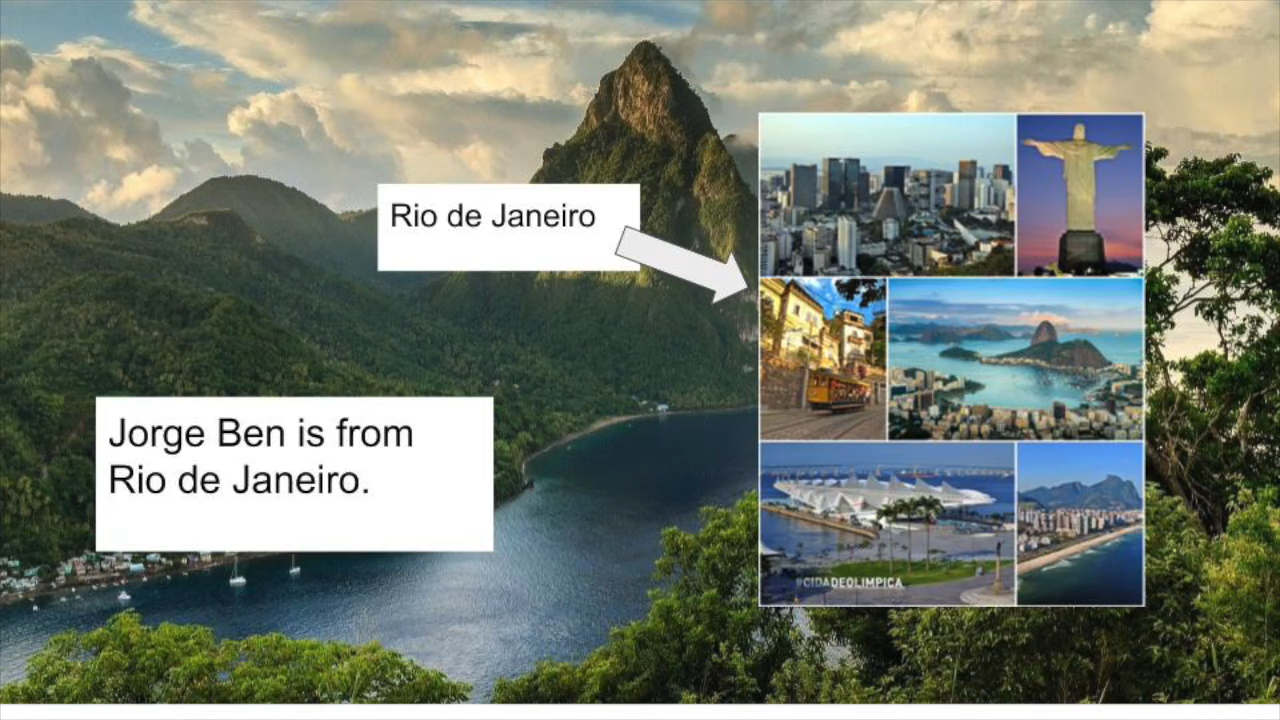 Rio de Janeiro
Jorge Ben is from
Rio de Janeiro.
#CIDADEOLIMPICA